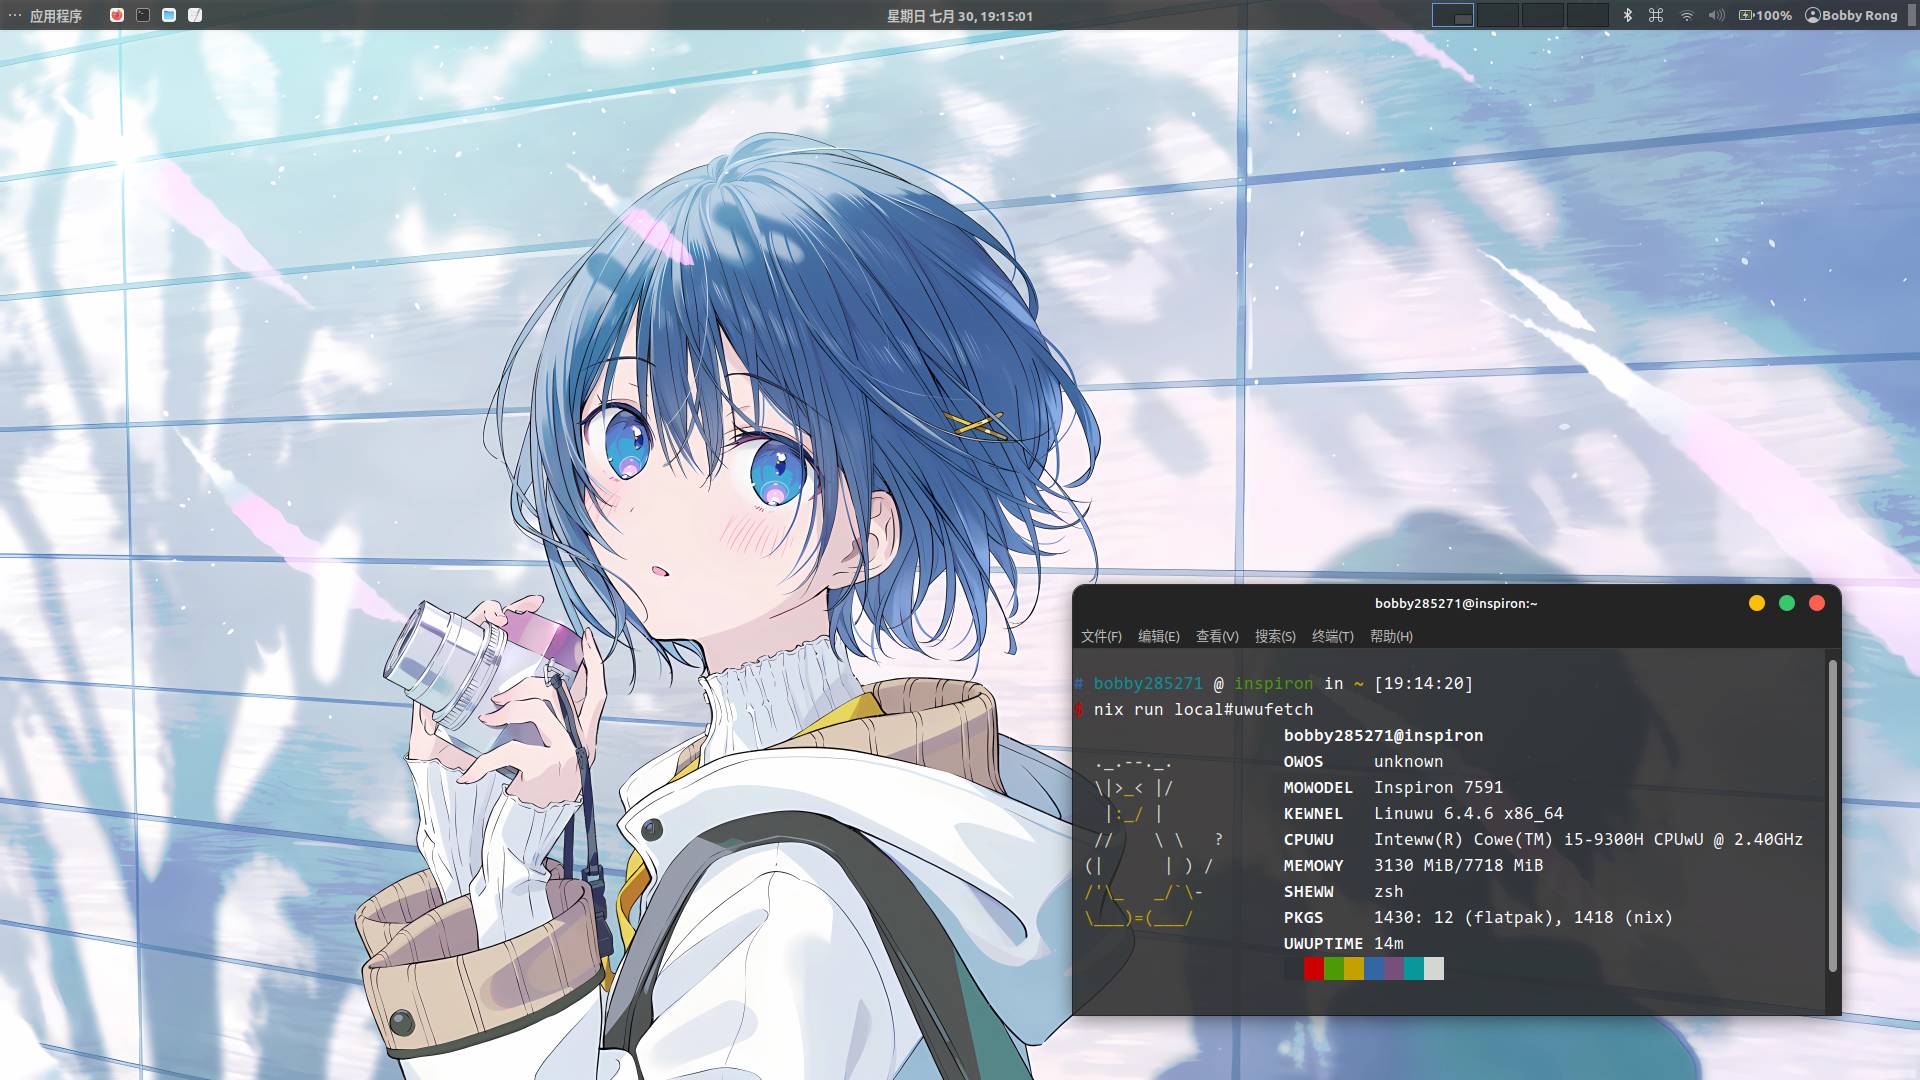 应用程序
星期日 七月 30, 19:15:01
100%
Bobby Rong
bobby285271@inspiron:~
文件(F) 编辑(E) 查看(V) 搜索(S) 终端(T) 帮助(H)
# bobby285271 @ inspiron in ~ [19:14:20]
$ nix run local#uwufetch
bobby285271@inspiron
OWOS unknown
MOWODEL Inspiron 7591
KEWNEL Linuwu 6.4.6 x86_64
CPUWU Inteww(R) Cowe(TM) i5-9300H CPUwU @ 2.40GHz
MEMOWY 3130 MiB/7718 MiB
SHEWW zsh
PKGS 1430: 12 (flatpak), 1418 (nix)
UWUPTIME 14m